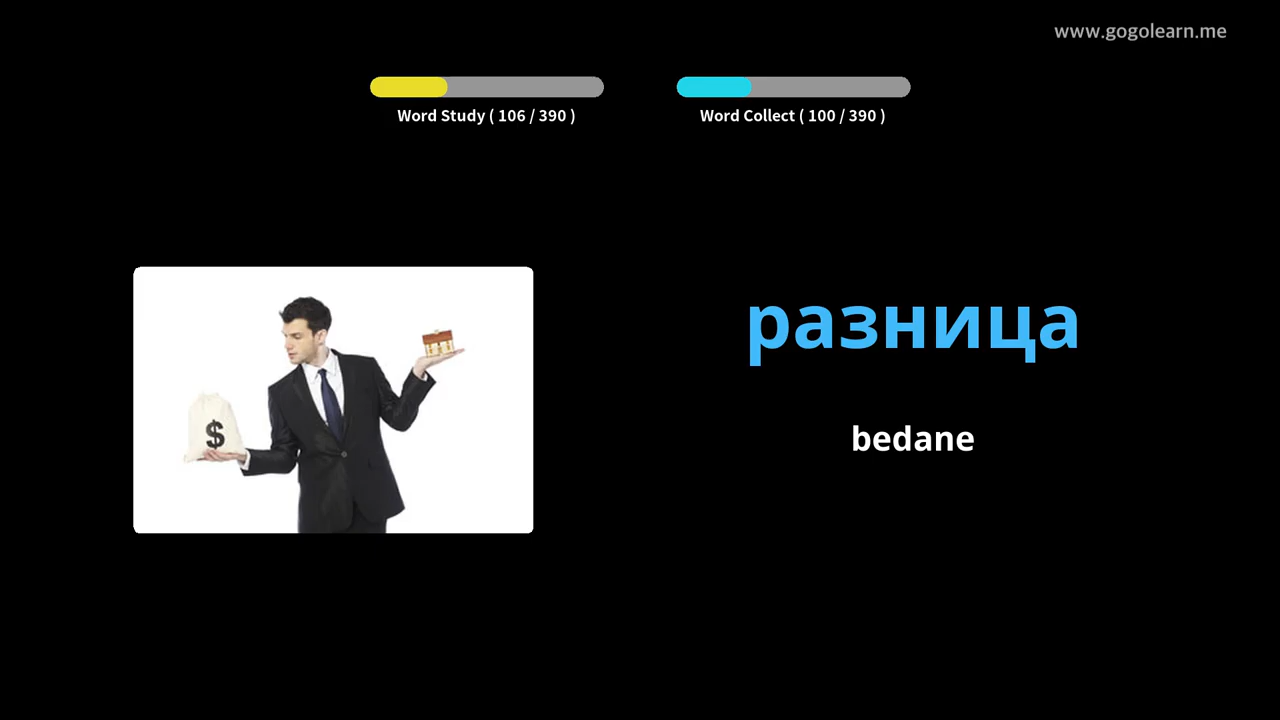 www.gogolearn.me
Word Study ( 106 / 390 )
Word Collect ( 100 / 390 )
$
разница
bedane